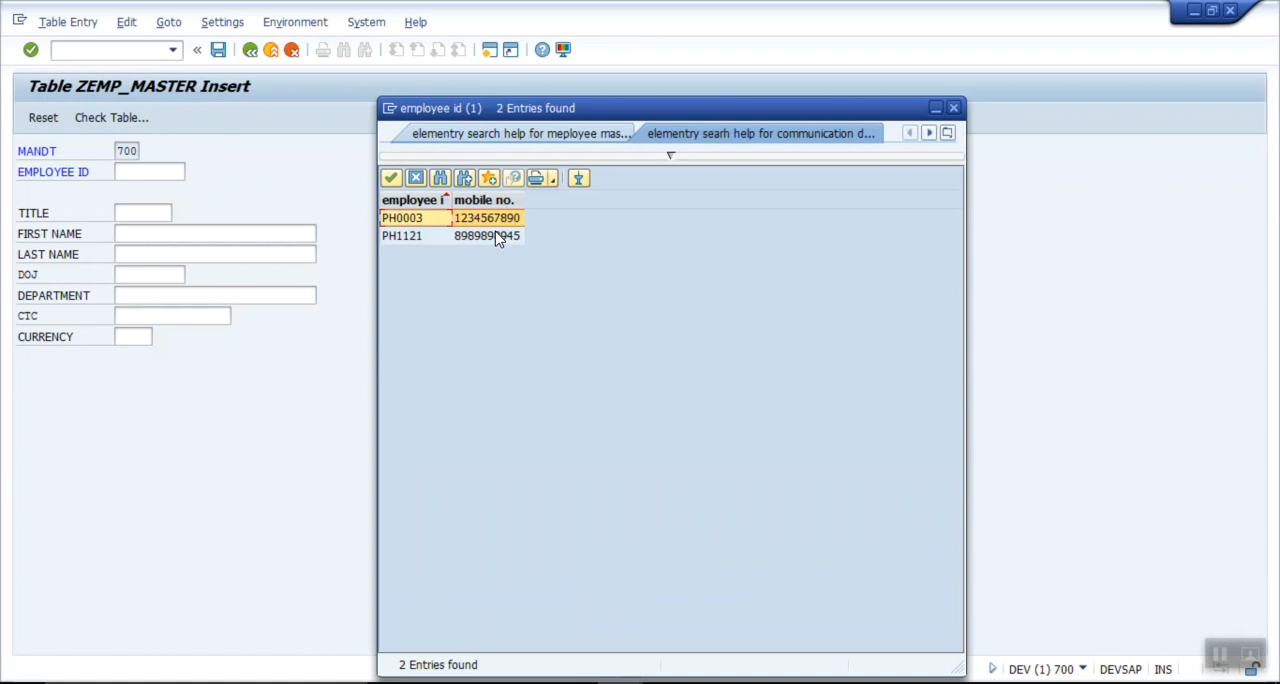 Table Entry Edit Goto Settings Environment System Help
Table ZEMP_MASTER Insert
Reset Check Table...
MANDT 700
EMPLOYEE ID
TITLE
FIRST NAME
LAST NAME
DOJ
DEPARTMENT
CTC
CURRENCY
employee id (1) 2 Entries found
elementry search help for meployee mas... elementry searh help for communication d...
employee i mobile no.
PH0003 1234567890
PH1121
2 Entries found
DEV (1) 700 DEVSAP INS